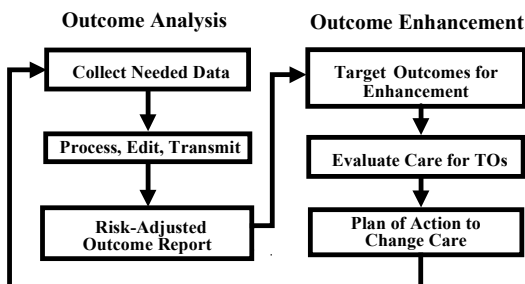 Outcome Analysis
Collect Needed Data
Process, Edit, Transmit
Risk-Adjusted
Outcome Report
Outcome Enhancement
Target Outcomes for
Enhancement
Evaluate Care for TOs
Plan of Action to
Change Care